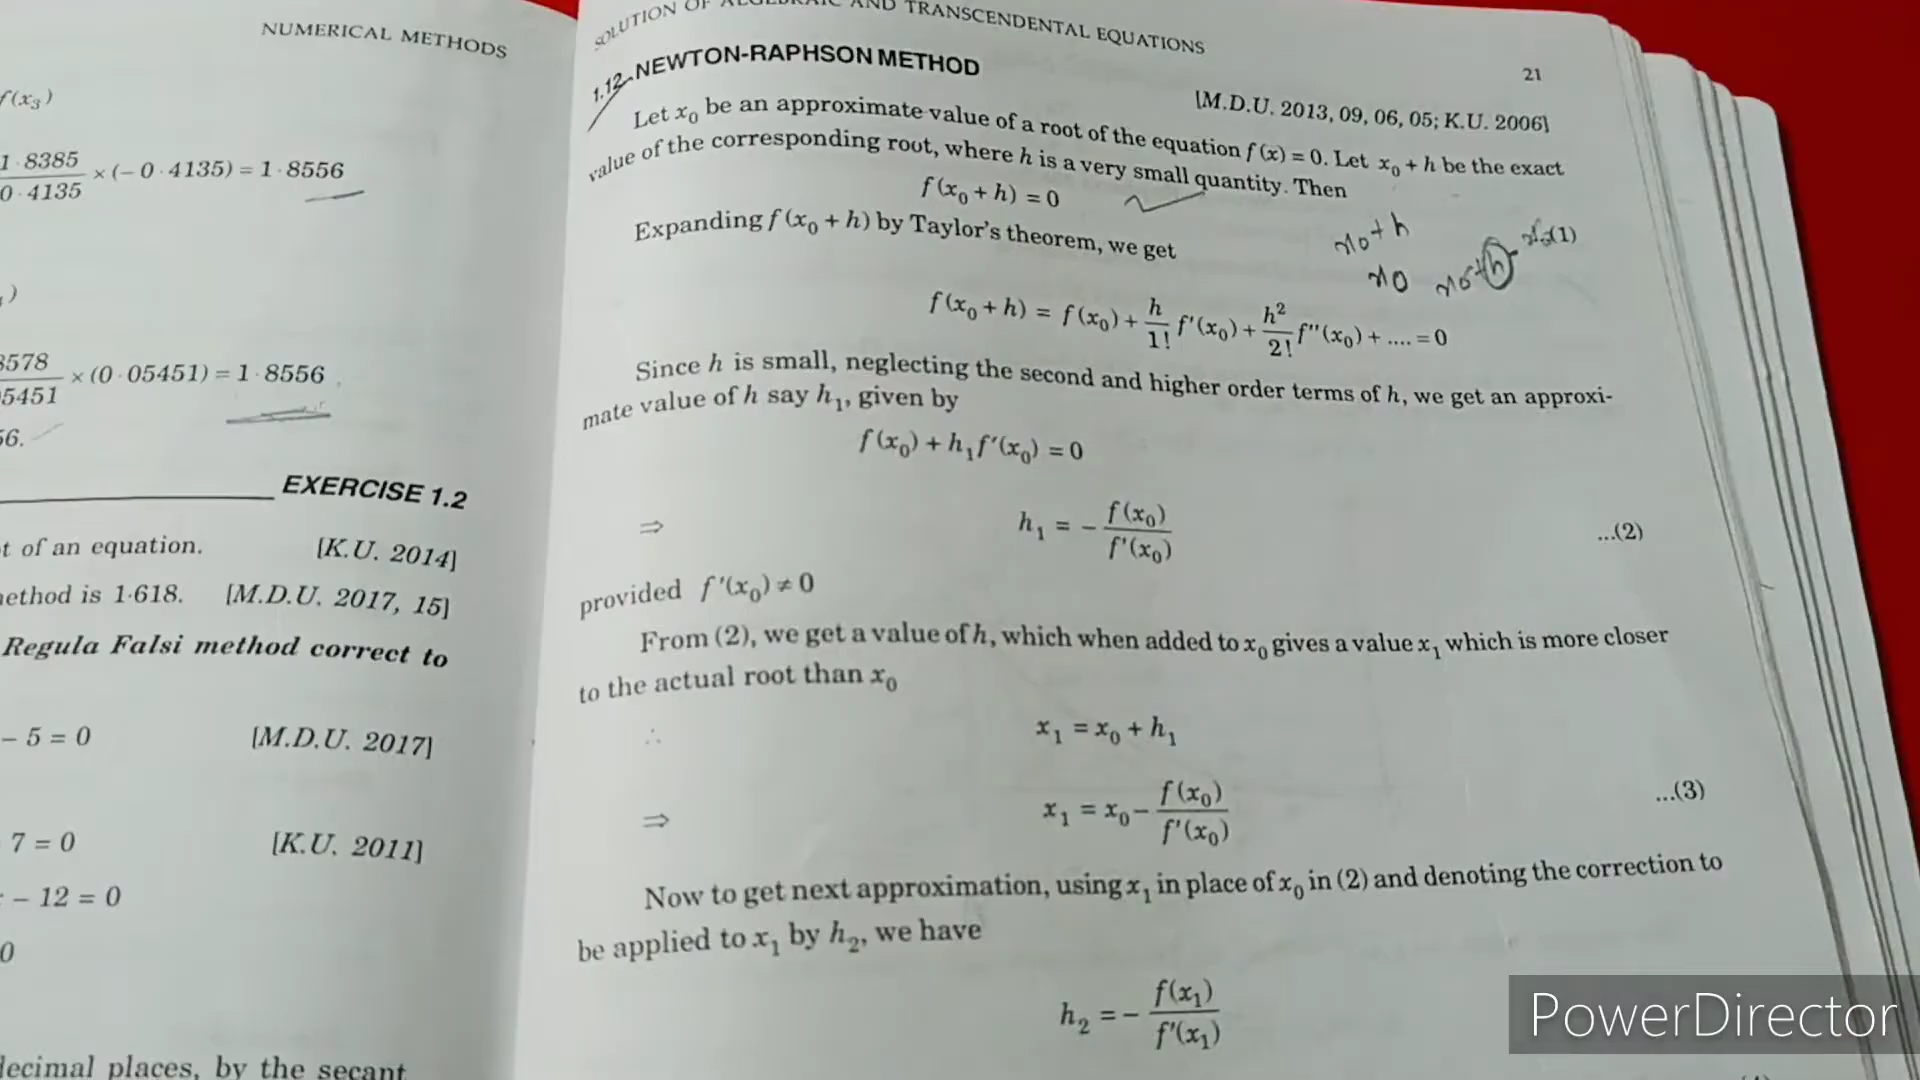 NUMERICAL METHODS
f(x₃)
1·8385
0·4135
× (– 0·4135) = 1·8556
)
8578
5451
× (0·05451) = 1·8556
56.
EXERCISE 1.2
t of an equation. [K.U. 2014]
method is 1·618. [M.D.U. 2017, 15]
Regula Falsi method correct to
– 5 = 0 [M.D.U. 2017]
7 = 0 [K.U. 2011]
– 12 = 0
0
decimal places, by the secant
SOLUTION OF ALGEBRAIC AND TRANSCENDENTAL EQUATIONS
21
1.12 NEWTON-RAPHSON METHOD
[M.D.U. 2013, 09, 06, 05; K.U. 2006]
Let x₀ be an approximate value of a root of the equation f (x) = 0. Let x₀ + h be the exact
value of the corresponding root, where h is a very small quantity. Then
f (x₀ + h) = 0
...(1)
x₀ + h
x₀ x₀ + h
Expanding f (x₀ + h) by Taylor's theorem, we get
f (x₀ + h) = f (x₀) + h/1! f '(x₀) + h²/2! f ''(x₀) + .... = 0
Since h is small, neglecting the second and higher order terms of h, we get an approxi-
mate value of h say h₁, given by
f (x₀) + h₁ f '(x₀) = 0
⇒ h₁ = – f (x₀)/f '(x₀) ...(2)
provided f '(x₀) ≠ 0
From (2), we get a value of h, which when added to x₀ gives a value x₁ which is more closer
to the actual root than x₀
∴ x₁ = x₀ + h₁
⇒ x₁ = x₀ – f (x₀)/f '(x₀) ...(3)
Now to get next approximation, using x₁ in place of x₀ in (2) and denoting the correction to
be applied to x₁ by h₂, we have
h₂ = – f(x₁)/f'(x₁)
PowerDirector